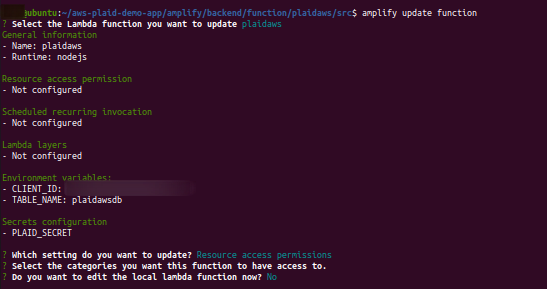 ubuntu:~/aws-plaid-demo-app/amplify/backend/function/plaidaws/src$ amplify update function
? Select the Lambda function you want to update plaidaws
General information
- Name: plaidaws
- Runtime: nodejs
Resource access permission
- Not configured
Scheduled recurring invocation
- Not configured
Lambda layers
- Not configured
Environment variables:
- CLIENT_ID:
- TABLE_NAME: plaidawsdb
Secrets configuration
- PLAID_SECRET
? Which setting do you want to update? Resource access permissions
? Select the categories you want this function to have access to.
? Do you want to edit the local lambda function now? No